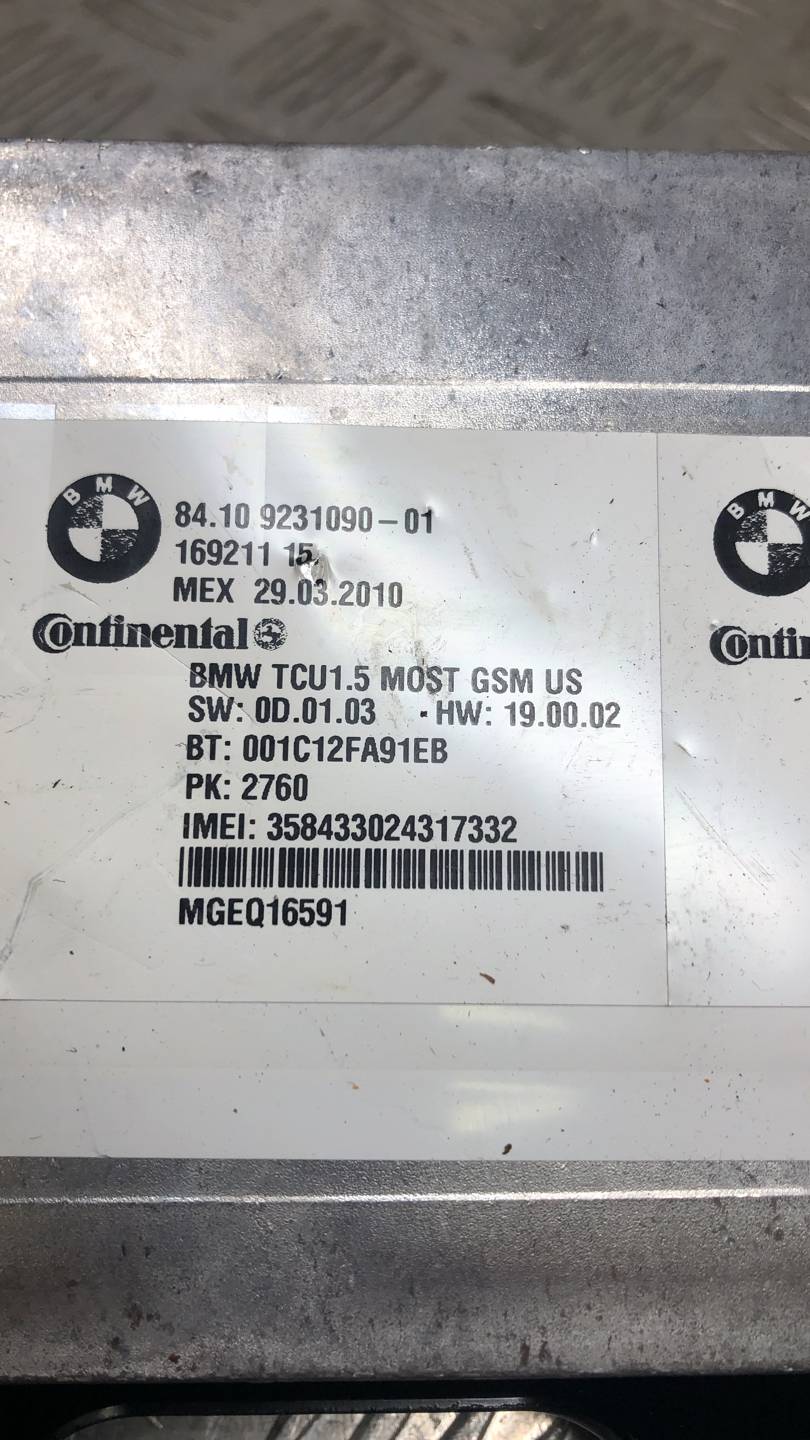 BMW
84.10 9231090-01
169211 15
MEX 29.03.2010
Continental
BMW TCU1.5 MOST GSM US
SW: 0D.01.03 HW: 19.00.02
BT: 001C12FA91EB
PK: 2760
IMEI: 358433024317332
MGEQ16591
BMW
Contin